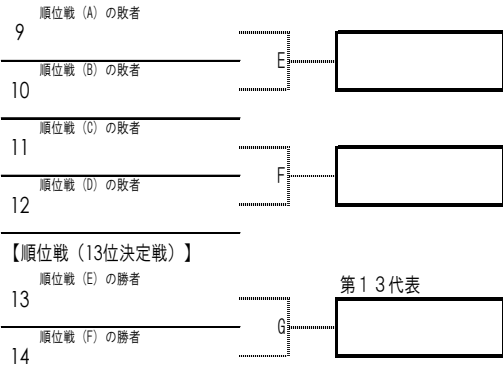 順位戦（A）の敗者
9
E
順位戦（B）の敗者
10
順位戦（C）の敗者
11
F
順位戦（D）の敗者
12
【順位戦（13位決定戦）】
順位戦（E）の勝者
13
第１３代表
G
順位戦（F）の勝者
14